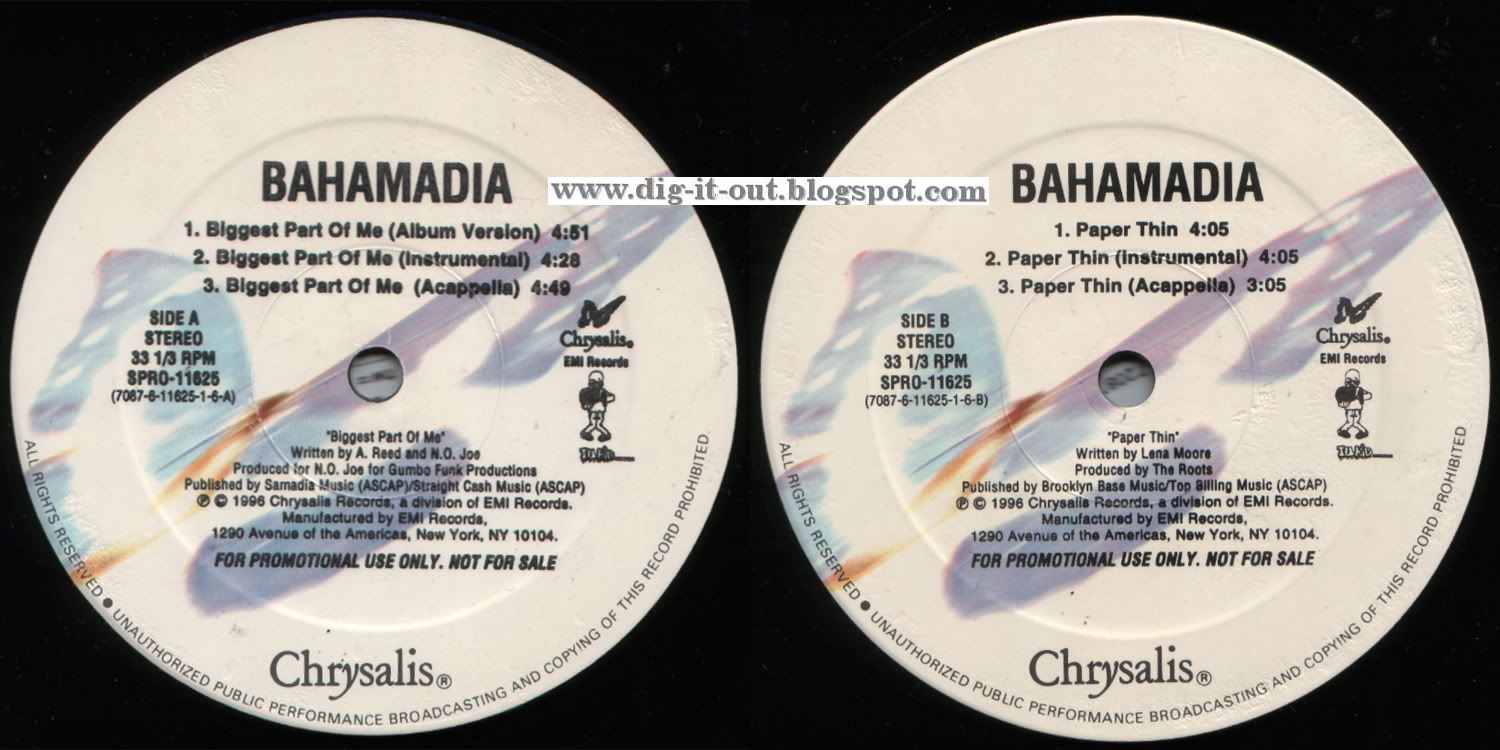 www.dig-it-out.blogspot.com
BAHAMADIA
1. Biggest Part Of Me (Album Version) 4:51
2. Biggest Part Of Me (Instrumental) 4:28
3. Biggest Part Of Me (Acappella) 4:49
SIDE A
STEREO
33 1/3 RPM
SPRO-11625
(7087-6-11625-1-6-A)
Chrysalis®
EMI Records
"Biggest Part Of Me"
Written by A. Reed and N.O. Joe
Produced for N.O. Joe for Gumbo Funk Productions
Published by Samadia Music (ASCAP)/Straight Cash Music (ASCAP)
℗ © 1996 Chrysalis Records, a division of EMI Records.
Manufactured by EMI Records,
1290 Avenue of the Americas, New York, NY 10104.
FOR PROMOTIONAL USE ONLY. NOT FOR SALE
Chrysalis®
ALL RIGHTS RESERVED ● UNAUTHORIZED PUBLIC PERFORMANCE BROADCASTING AND COPYING OF THIS RECORD PROHIBITED.
BAHAMADIA
1. Paper Thin 4:05
2. Paper Thin (Instrumental) 4:05
3. Paper Thin (Acappella) 3:05
SIDE B
STEREO
33 1/3 RPM
SPRO-11625
(7087-6-11625-1-6-B)
Chrysalis®
EMI Records
"Paper Thin"
Written by Lena Moore
Produced by The Roots
Published by Brooklyn Base Music/Top Billing Music (ASCAP)
℗ © 1996 Chrysalis Records, a division of EMI Records.
Manufactured by EMI Records,
1290 Avenue of the Americas, New York, NY 10104.
FOR PROMOTIONAL USE ONLY. NOT FOR SALE
Chrysalis®
ALL RIGHTS RESERVED ● UNAUTHORIZED PUBLIC PERFORMANCE BROADCASTING AND COPYING OF THIS RECORD PROHIBITED.